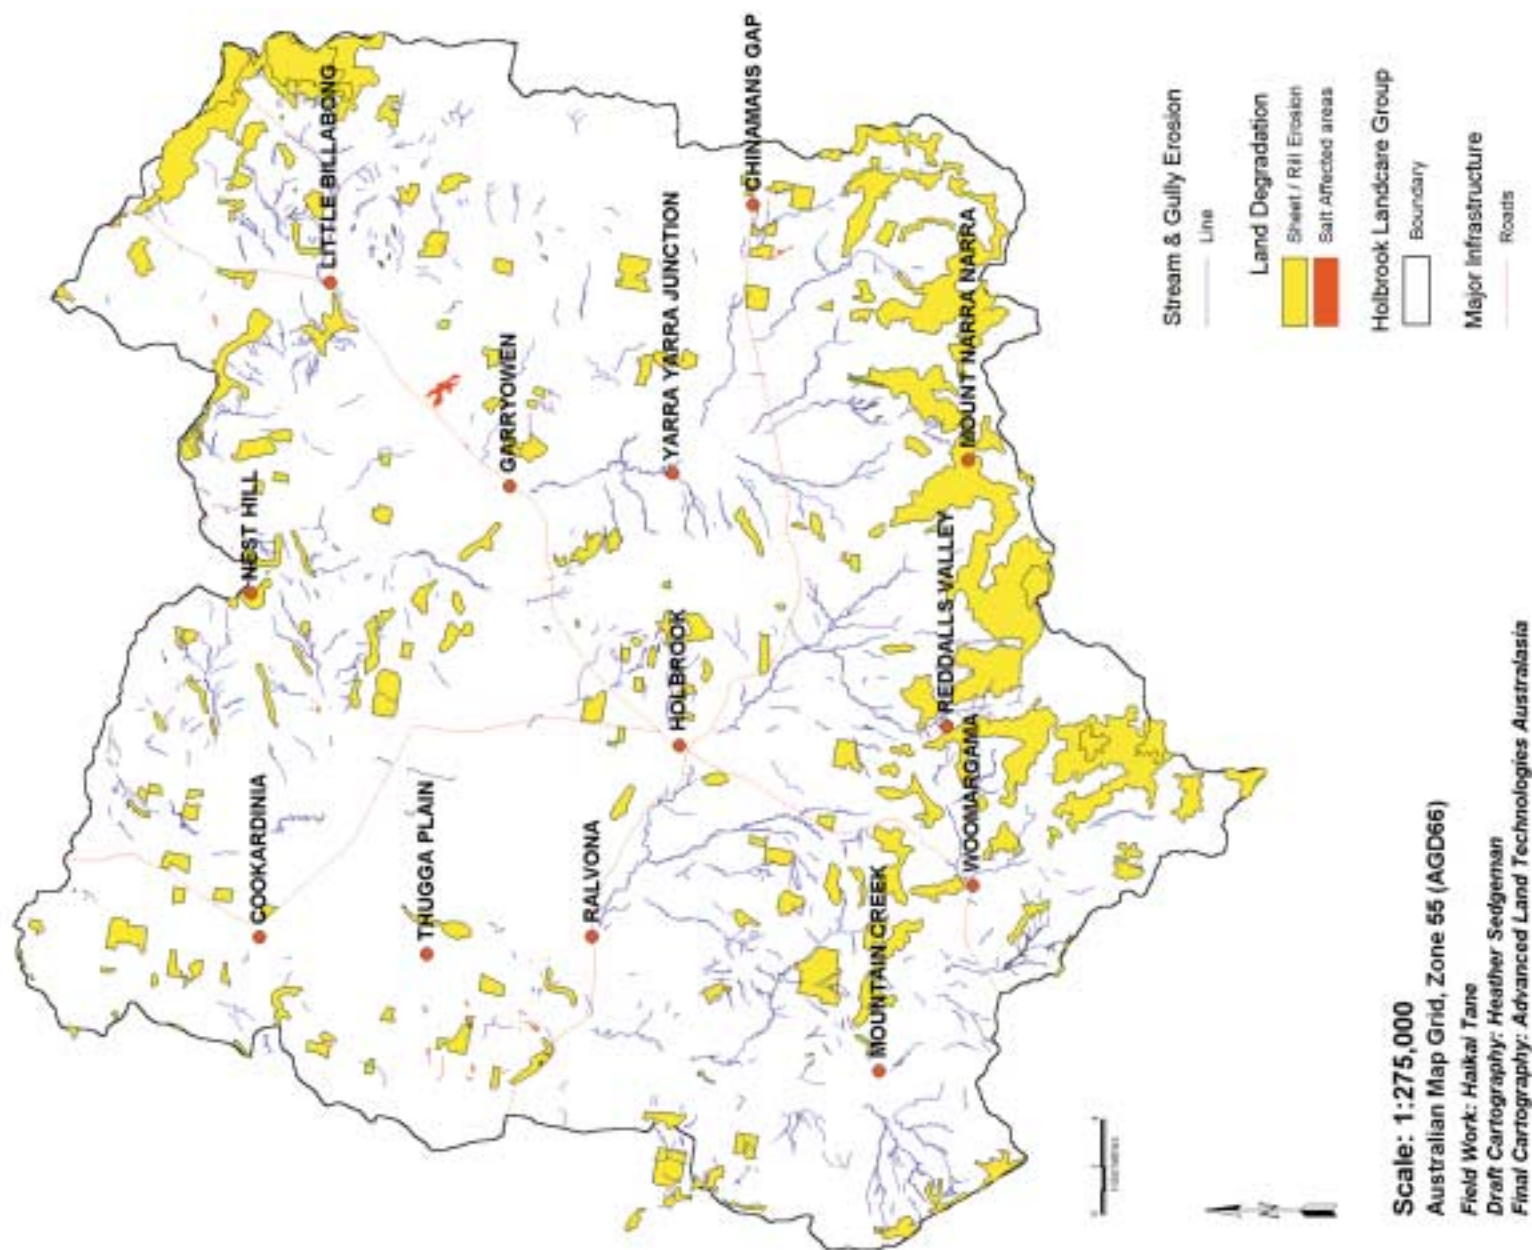 NEST HILL
COOKARDINIA
LITTLE BILLABONG
THUGGA PLAIN
GARRYOWEN
RALVONA
HOLBROOK
YARRA YARRA JUNCTION
CHINAMANS GAP
MOUNTAIN CREEK
REDDALLS VALLEY
MOUNT NARRA NARRA
WOOMARGAMA
N
Scale: 1:275,000
Australian Map Grid, Zone 55 (AGD66)
Field Work: Haikai Tane
Draft Cartography: Heather Sedgeman
Final Cartography: Advanced Land Technologies Australasia
Stream & Gully Erosion
Line
Land Degradation
Sheet / Rill Erosion
Salt Affected areas
Holbrook Landcare Group
Boundary
Major Infrastructure
Roads